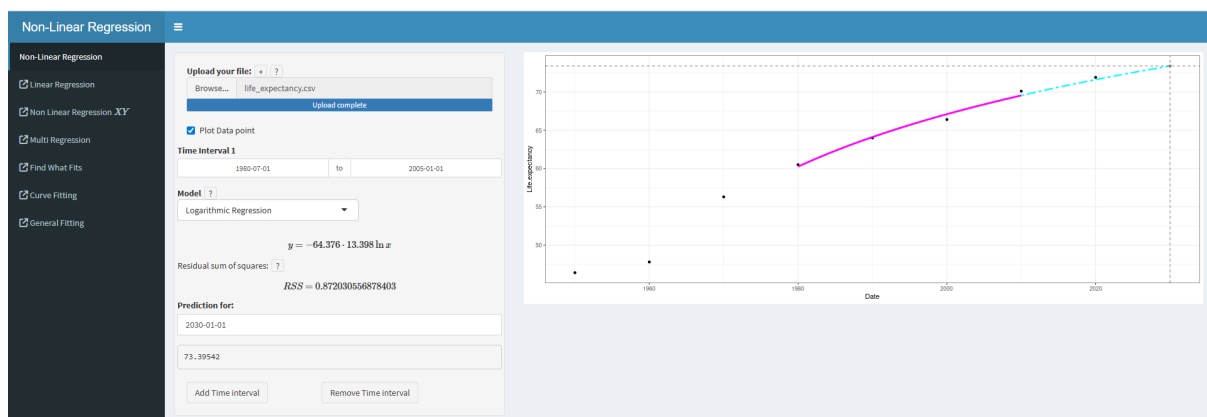 Non-Linear Regression
Non-Linear Regression
Linear Regression
Non Linear Regression XY
Multi Regression
Find What Fits
Curve Fitting
General Fitting
Upload your file: + ?
Browse... life_expectancy.csv
Upload complete
Plot Data point
Time Interval 1
1980-07-01 to 2005-01-01
Model ?
Logarithmic Regression
y = −64.376 · 13.398 ln x
Residual sum of squares: ?
RSS = 0.872030556878403
Prediction for:
2030-01-01
73.39542
Add Time interval Remove Time interval
Life.expectancy
70
65
60
55
50
1960 1980 2000 2020
Date